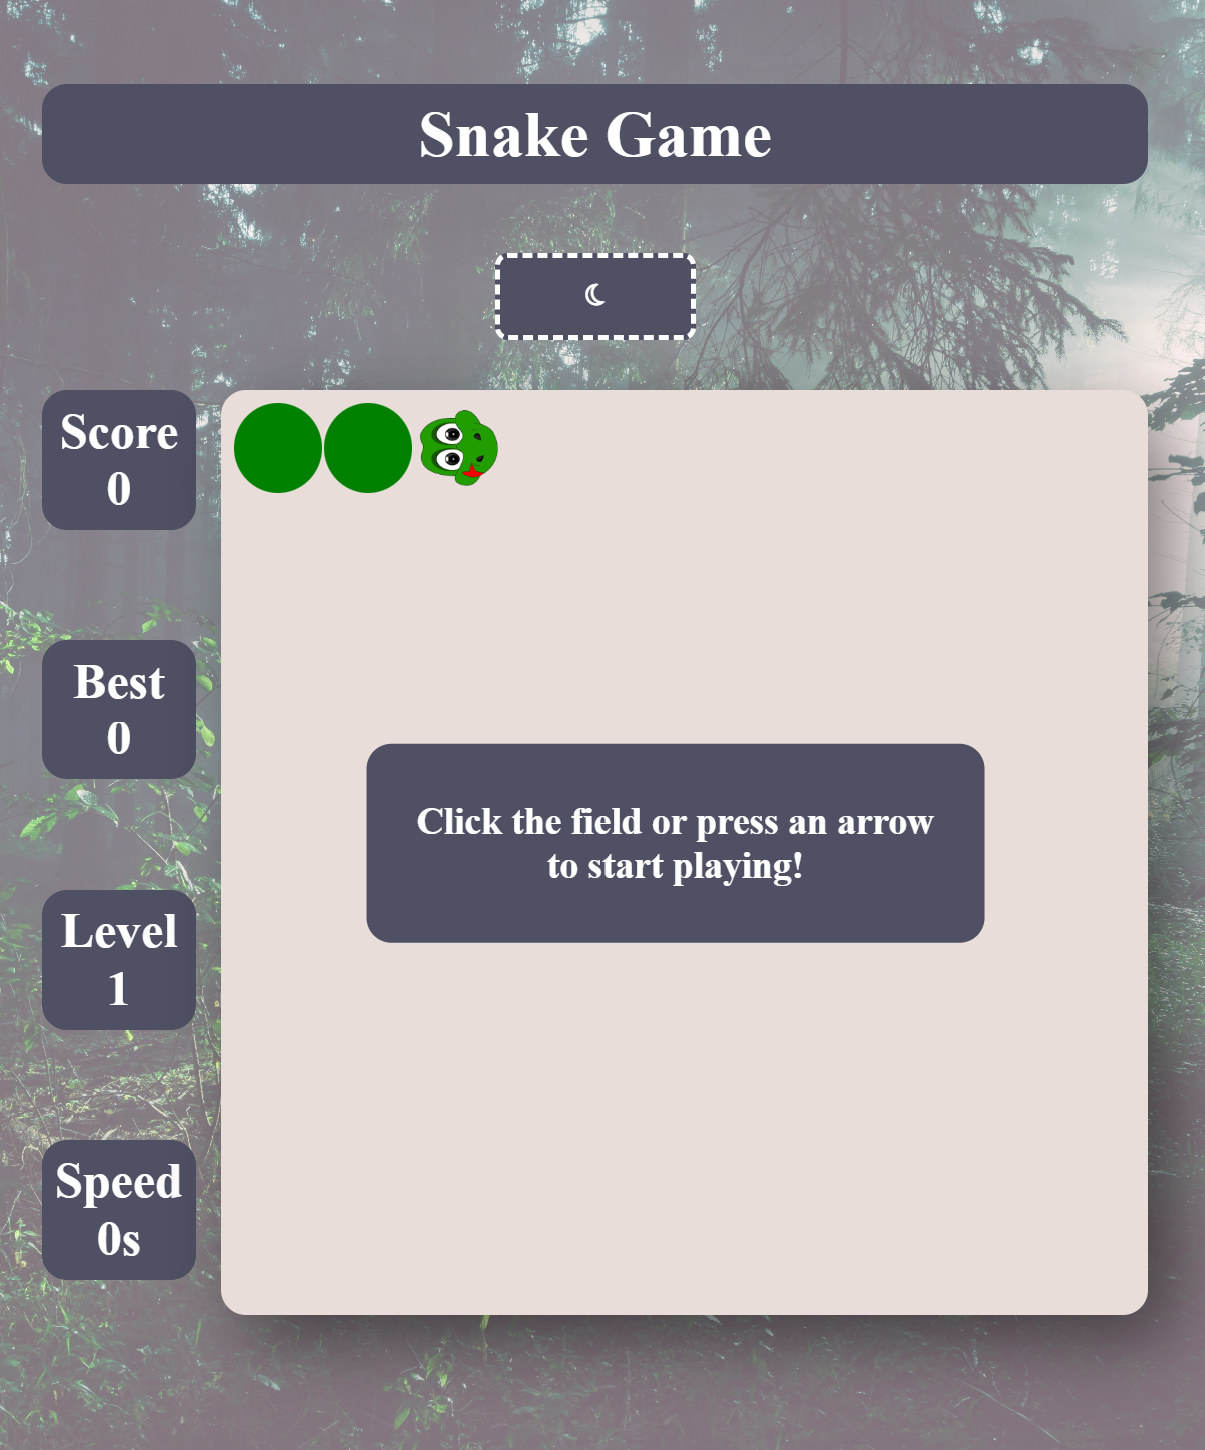 Snake Game
Score
0
Best
0
Level
1
Speed
0s
Click the field or press an arrow
to start playing!